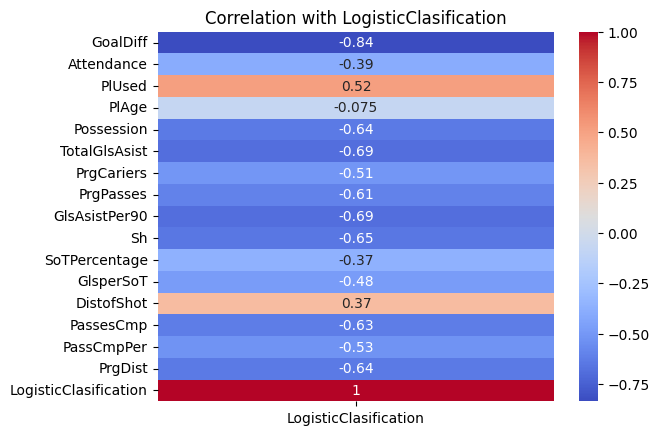 Correlation with LogisticClasification
GoalDiff -0.84
Attendance -0.39
PlUsed 0.52
PlAge -0.075
Possession -0.64
TotalGlsAsist -0.69
PrgCariers -0.51
PrgPasses -0.61
GlsAsistPer90 -0.69
Sh -0.65
SoTPercentage -0.37
GlsperSoT -0.48
DistofShot 0.37
PassesCmp -0.63
PassCmpPer -0.53
PrgDist -0.64
LogisticClasification 1
LogisticClasification
1.00
0.75
0.50
0.25
0.00
−0.25
−0.50
−0.75